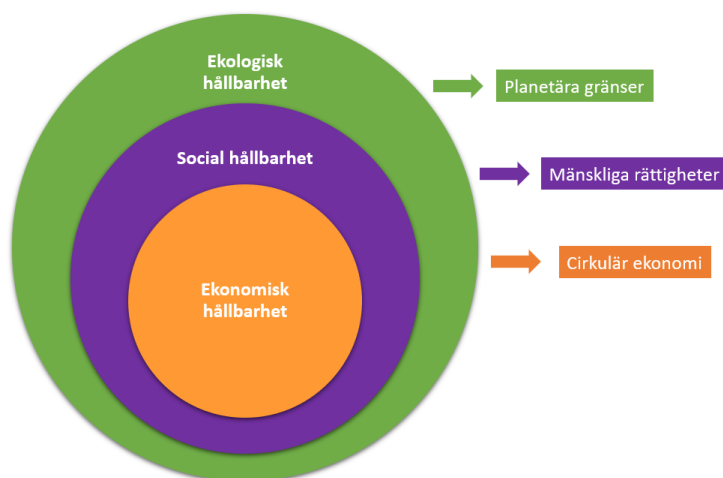 Ekologisk
hållbarhet
Planetära gränser
Social hållbarhet
Mänskliga rättigheter
Cirkulär ekonomi
Ekonomisk
hållbarhet